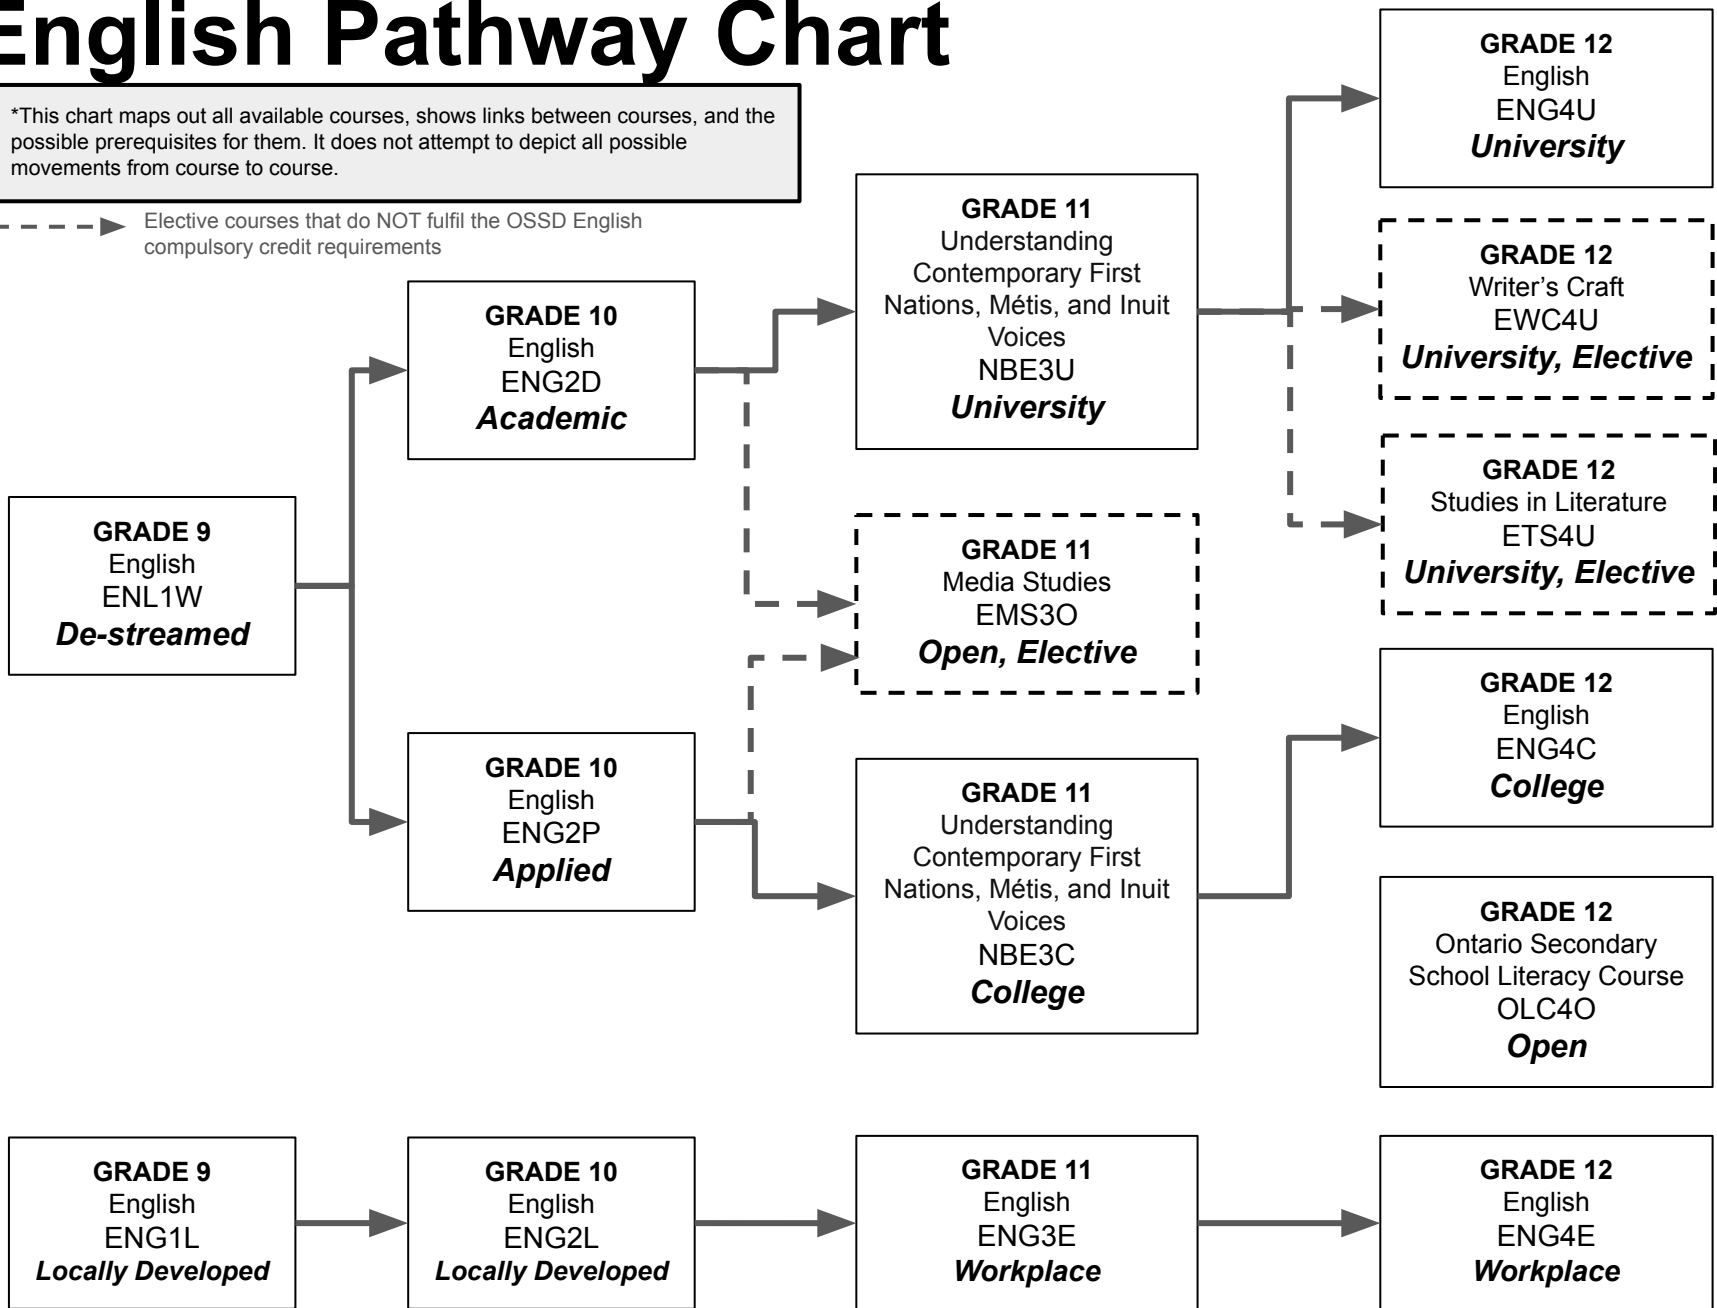 English Pathway Chart
*This chart maps out all available courses, shows links between courses, and the
possible prerequisites for them. It does not attempt to depict all possible
movements from course to course.
Elective courses that do NOT fulfil the OSSD English
compulsory credit requirements
GRADE 9
English
ENL1W
De-streamed
GRADE 10
English
ENG2D
Academic
GRADE 10
English
ENG2P
Applied
GRADE 11
Understanding
Contemporary First
Nations, Métis, and Inuit
Voices
NBE3U
University
GRADE 11
Media Studies
EMS3O
Open, Elective
GRADE 11
Understanding
Contemporary First
Nations, Métis, and Inuit
Voices
NBE3C
College
GRADE 12
English
ENG4U
University
GRADE 12
Writer’s Craft
EWC4U
University, Elective
GRADE 12
Studies in Literature
ETS4U
University, Elective
GRADE 12
English
ENG4C
College
GRADE 12
Ontario Secondary
School Literacy Course
OLC4O
Open
GRADE 9
English
ENG1L
Locally Developed
GRADE 10
English
ENG2L
Locally Developed
GRADE 11
English
ENG3E
Workplace
GRADE 12
English
ENG4E
Workplace